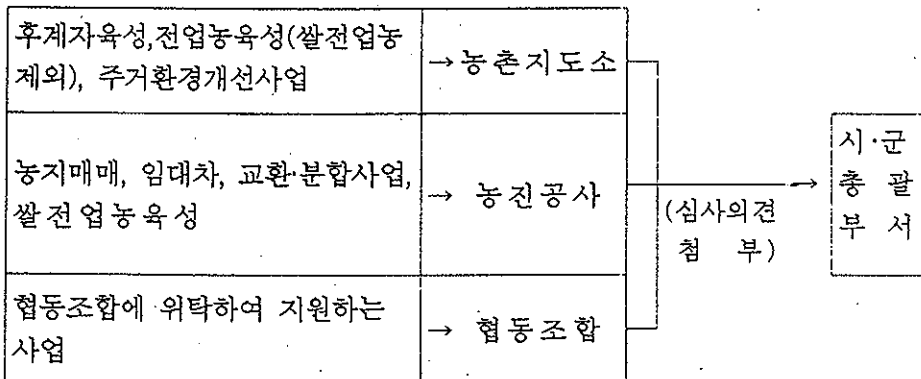 후계자육성,전업농육성(쌀전업농
제외), 주거환경개선사업
→ 농촌지도소
농지매매, 임대차, 교환·분합사업,
쌀전업농육성
→ 농진공사
협동조합에 위탁하여 지원하는
사업
→ 협동조합
(심사의견
첨 부)
→
시·군
총 괄
부 서